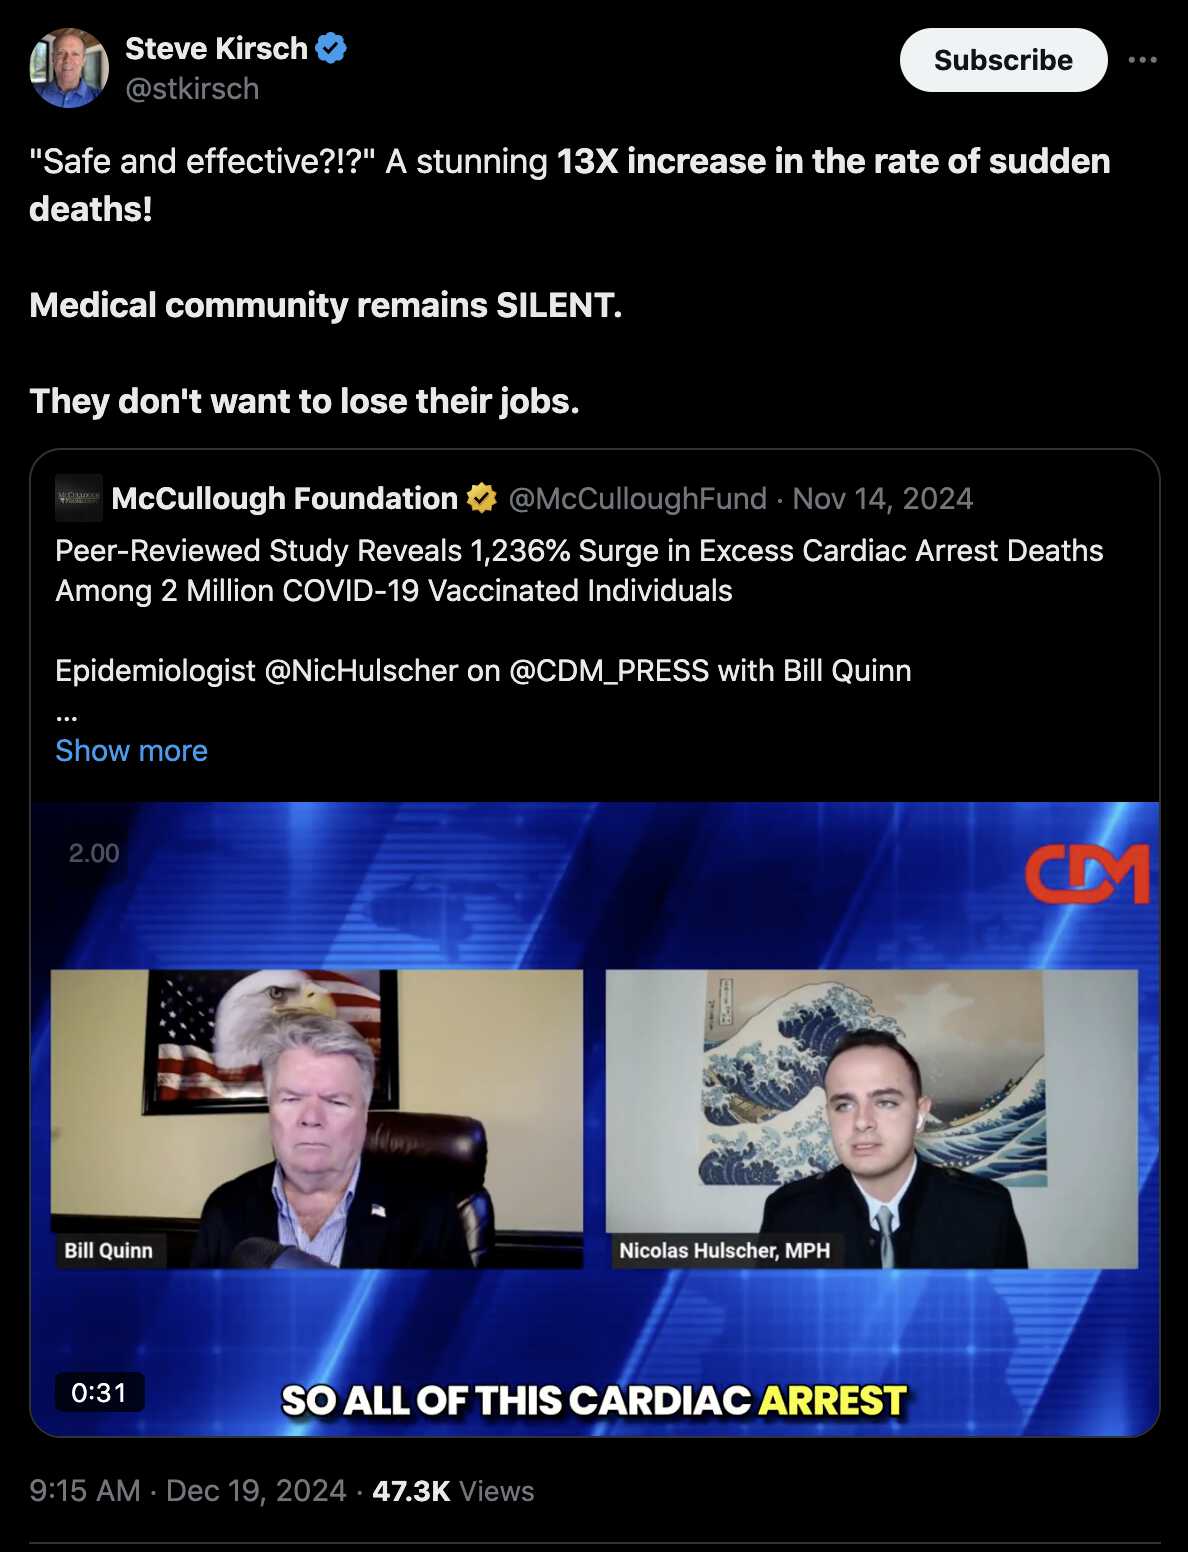 Steve Kirsch
@stkirsch
Subscribe
"Safe and effective?!?" A stunning 13X increase in the rate of sudden
deaths!
Medical community remains SILENT.
They don't want to lose their jobs.
McCullough Foundation @McCulloughFund · Nov 14, 2024
Peer-Reviewed Study Reveals 1,236% Surge in Excess Cardiac Arrest Deaths
Among 2 Million COVID-19 Vaccinated Individuals
Epidemiologist @NicHulscher on @CDM_PRESS with Bill Quinn
...
Show more
2.00
CDM
Bill Quinn
Nicolas Hulscher, MPH
0:31
SO ALL OF THIS CARDIAC ARREST
9:15 AM · Dec 19, 2024 · 47.3K Views